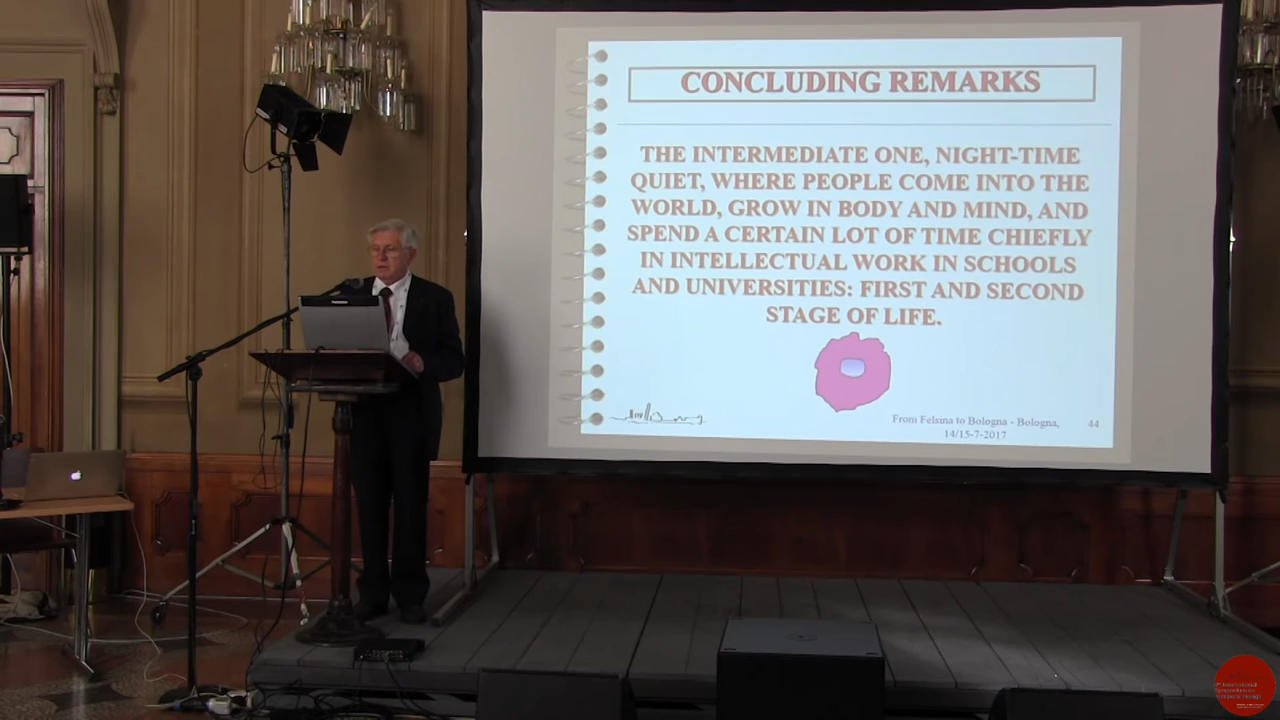 CONCLUDING REMARKS
THE INTERMEDIATE ONE, NIGHT-TIME
QUIET, WHERE PEOPLE COME INTO THE
WORLD, GROW IN BODY AND MIND, AND
SPEND A CERTAIN LOT OF TIME CHIEFLY
IN INTELLECTUAL WORK IN SCHOOLS
AND UNIVERSITIES: FIRST AND SECOND
STAGE OF LIFE.
From Felsina to Bologna - Bologna,
14/15-7-2017
44
International